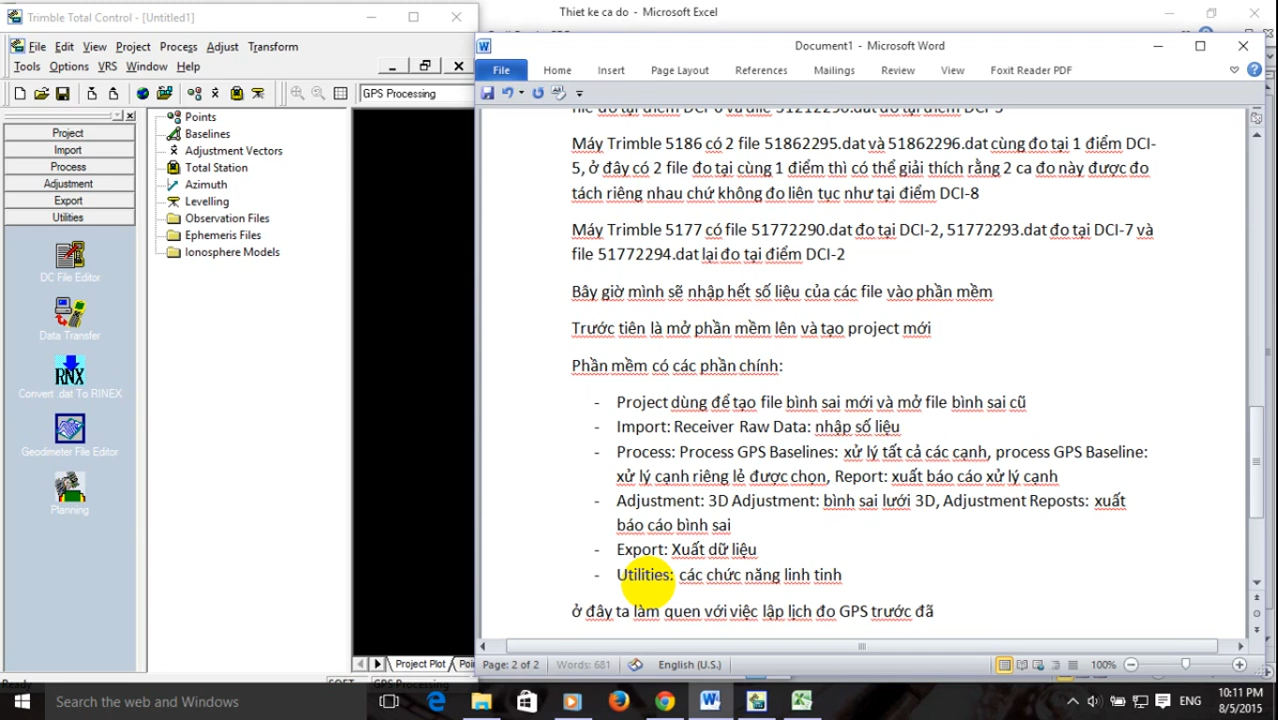 Trimble Total Control - [Untitled1]
File Edit View Project Process Adjust Transform
Tools Options VRS Window Help
GPS Processing
Project
Import
Process
Adjustment
Export
Utilities
DC File Editor
Data Transfer
RNX
Convert .dat To RINEX
Geodimeter File Editor
Planning
Points
Baselines
Adjustment Vectors
Total Station
Azimuth
Levelling
Observation Files
Ephemeris Files
Ionosphere Models
Project Plot
Thiet ke ca do - Microsoft Excel
Document1 - Microsoft Word
File Home Insert Page Layout References Mailings Review View Foxit Reader PDF
Máy Trimble 5186 có 2 file 51862295.dat và 51862296.dat cùng đo tại 1 điểm DCI-
5, ở đây có 2 file đo tại cùng 1 điểm thì có thể giải thích rằng 2 ca đo này được đo
tách riêng nhau chứ không đo liên tục như tại điểm DCI-8
Máy Trimble 5177 có file 51772290.dat đo tại DCI-2, 51772293.dat đo tại DCI-7 và
file 51772294.dat lại đo tại điểm DCI-2
Bây giờ mình sẽ nhập hết số liệu của các file vào phần mềm
Trước tiên là mở phần mềm lên và tạo project mới
Phần mềm có các phần chính:
- Project dùng để tạo file bình sai mới và mở file bình sai cũ
- Import: Receiver Raw Data: nhập số liệu
- Process: Process GPS Baselines: xử lý tất cả các cạnh, process GPS Baseline:
xử lý cạnh riêng lẻ được chọn, Report: xuất báo cáo xử lý cạnh
- Adjustment: 3D Adjustment: bình sai lưới 3D, Adjustment Reposts: xuất
báo cáo bình sai
- Export: Xuất dữ liệu
- Utilities: các chức năng linh tinh
ở đây ta làm quen với việc lập lịch đo GPS trước đã
Page: 2 of 2 Words: 681 English (U.S.) 100%
Search the web and Windows
ENG
10:11 PM
8/5/2015